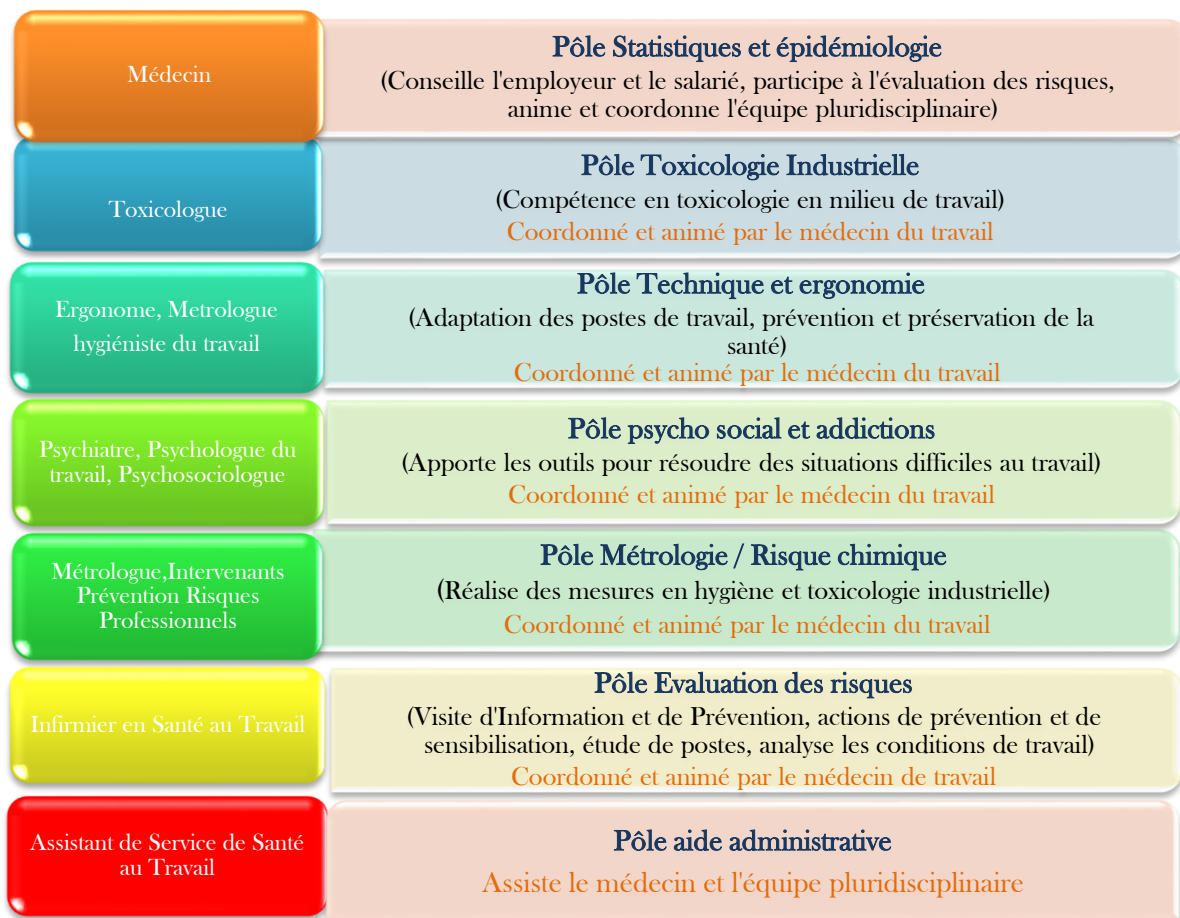 Médecin
Pôle Statistiques et épidémiologie
(Conseille l'employeur et le salarié, participe à l'évaluation des risques,
anime et coordonne l'équipe pluridisciplinaire)
Toxicologue
Pôle Toxicologie Industrielle
(Compétence en toxicologie en milieu de travail)
Coordonné et animé par le médecin du travail
Ergonome, Metrologue
hygiéniste du travail
Pôle Technique et ergonomie
(Adaptation des postes de travail, prévention et préservation de la
santé)
Coordonné et animé par le médecin du travail
Psychiatre, Psychologue du
travail, Psychosociologue
Pôle psycho social et addictions
(Apporte les outils pour résoudre des situations difficiles au travail)
Coordonné et animé par le médecin du travail
Métrologue,Intervenants
Prévention Risques
Professionnels
Pôle Métrologie / Risque chimique
(Réalise des mesures en hygiène et toxicologie industrielle)
Coordonné et animé par le médecin du travail
Infirmier en Santé au Travail
Pôle Evaluation des risques
(Visite d'Information et de Prévention, actions de prévention et de
sensibilisation, étude de postes, analyse les conditions de travail)
Coordonné et animé par le médecin de travail
Assistant de Service de Santé
au Travail
Pôle aide administrative
Assiste le médecin et l'équipe pluridisciplinaire